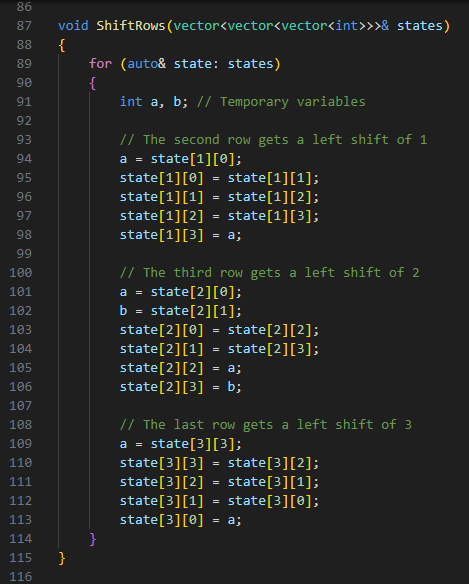 86
87 void ShiftRows(vector<vector<vector<int>>>& states)
88 {
89     for (auto& state: states)
90     {
91         int a, b; // Temporary variables
92
93         // The second row gets a left shift of 1
94         a = state[1][0];
95         state[1][0] = state[1][1];
96         state[1][1] = state[1][2];
97         state[1][2] = state[1][3];
98         state[1][3] = a;
99
100         // The third row gets a left shift of 2
101         a = state[2][0];
102         b = state[2][1];
103         state[2][0] = state[2][2];
104         state[2][1] = state[2][3];
105         state[2][2] = a;
106         state[2][3] = b;
107
108         // The last row gets a left shift of 3
109         a = state[3][3];
110         state[3][3] = state[3][2];
111         state[3][2] = state[3][1];
112         state[3][1] = state[3][0];
113         state[3][0] = a;
114     }
115 }
116